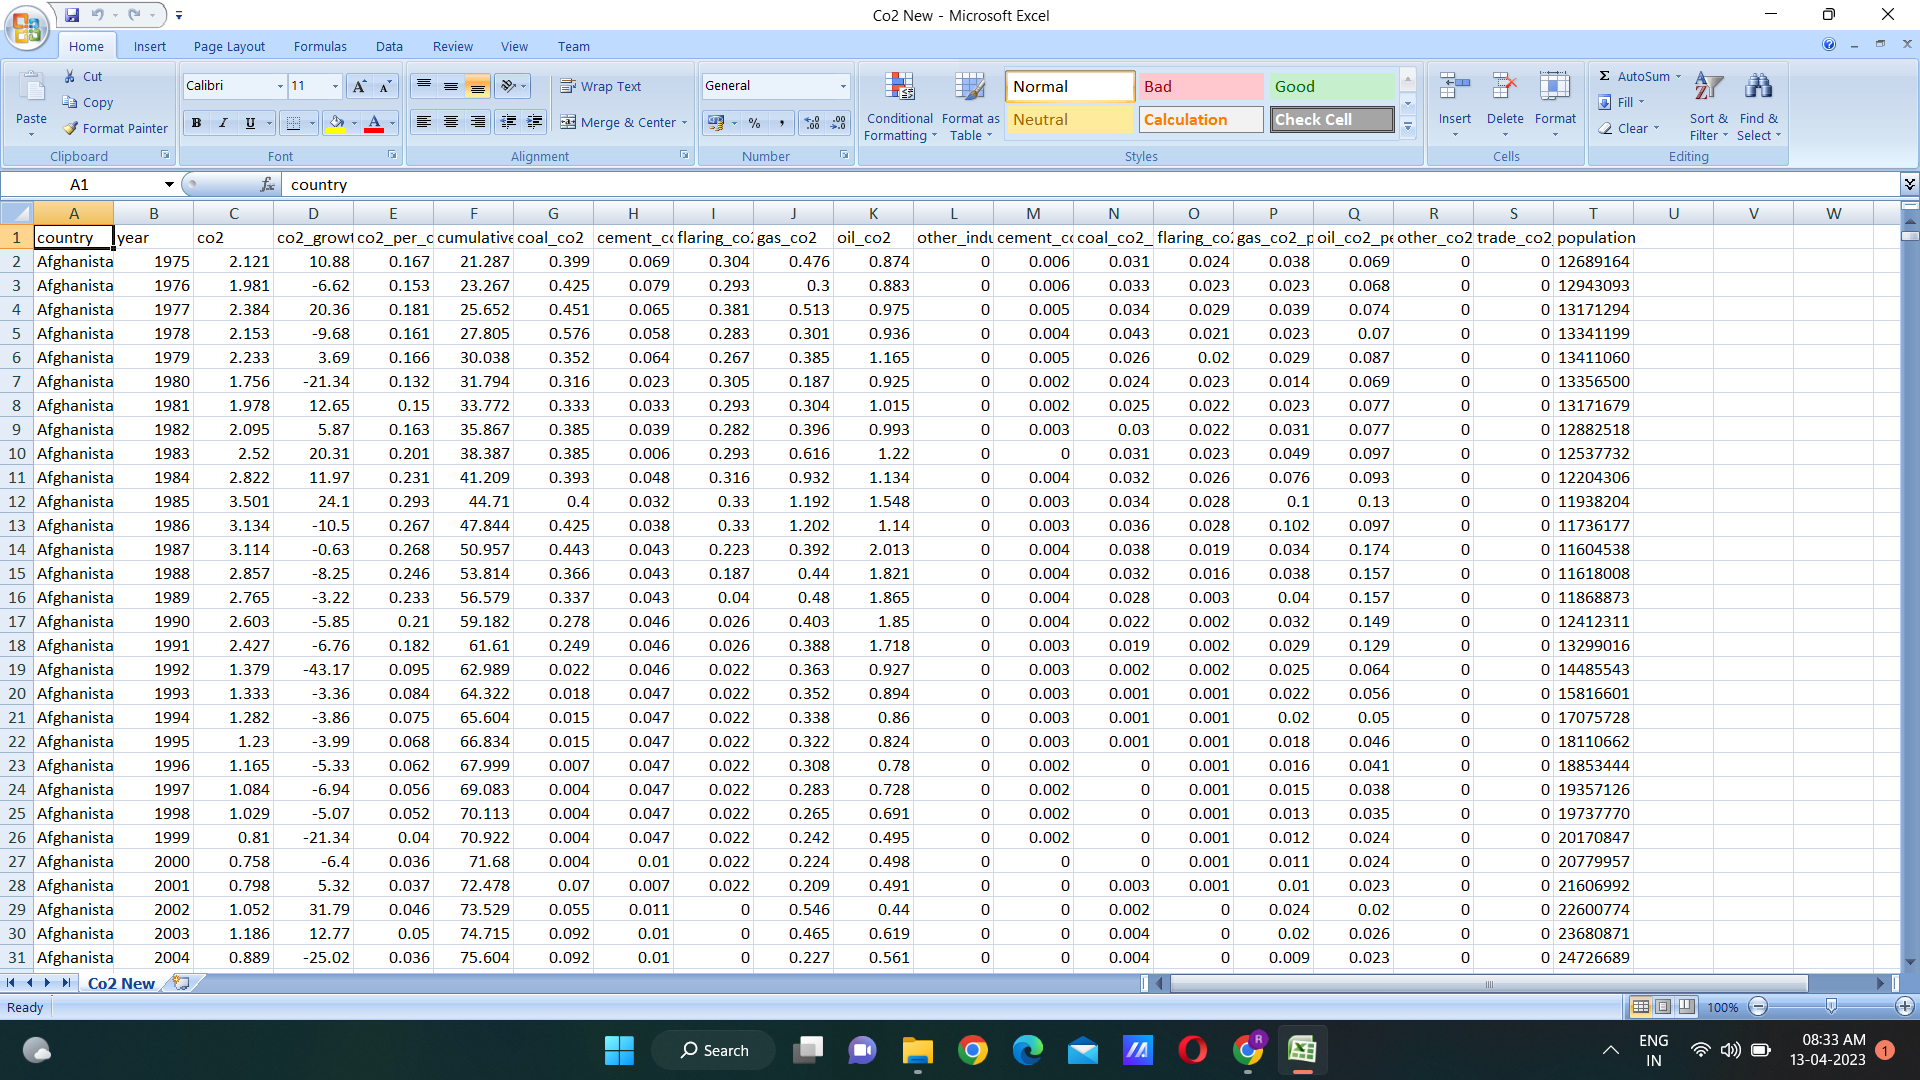 Co2 New - Microsoft Excel
Home Insert Page Layout Formulas Data Review View Team
Paste Cut Copy Format Painter Clipboard
Calibri 11 B I U A Font
Wrap Text Merge & Center Alignment
General % , Number
Conditional Formatting Format as Table Normal Bad Good Neutral Calculation Check Cell Styles
Insert Delete Format Cells
Σ AutoSum Fill Clear Sort & Filter Find & Select Editing
A1 fx country
A B C D E F G H I J K L M N O P Q R S T U V W
1 country year co2 co2_growt co2_per_c cumulative coal_co2 cement_co flaring_co2 gas_co2 oil_co2 other_indu cement_co coal_co2_ flaring_co2 gas_co2_p oil_co2_pe other_co2 trade_co2 population
2 Afghanista 1975 2.121 10.88 0.167 21.287 0.399 0.069 0.304 0.476 0.874 0 0.006 0.031 0.024 0.038 0.069 0 0 12689164
3 Afghanista 1976 1.981 -6.62 0.153 23.267 0.425 0.079 0.293 0.3 0.883 0 0.006 0.033 0.023 0.023 0.068 0 0 12943093
4 Afghanista 1977 2.384 20.36 0.181 25.652 0.451 0.065 0.381 0.513 0.975 0 0.005 0.034 0.029 0.039 0.074 0 0 13171294
5 Afghanista 1978 2.153 -9.68 0.161 27.805 0.576 0.058 0.283 0.301 0.936 0 0.004 0.043 0.021 0.023 0.07 0 0 13341199
6 Afghanista 1979 2.233 3.69 0.166 30.038 0.352 0.064 0.267 0.385 1.165 0 0.005 0.026 0.02 0.029 0.087 0 0 13411060
7 Afghanista 1980 1.756 -21.34 0.132 31.794 0.316 0.023 0.305 0.187 0.925 0 0.002 0.024 0.023 0.014 0.069 0 0 13356500
8 Afghanista 1981 1.978 12.65 0.15 33.772 0.333 0.033 0.293 0.304 1.015 0 0.002 0.025 0.022 0.023 0.077 0 0 13171679
9 Afghanista 1982 2.095 5.87 0.163 35.867 0.385 0.039 0.282 0.396 0.993 0 0.003 0.03 0.022 0.031 0.077 0 0 12882518
10 Afghanista 1983 2.52 20.31 0.201 38.387 0.385 0.006 0.293 0.616 1.22 0 0 0.031 0.023 0.049 0.097 0 0 12537732
11 Afghanista 1984 2.822 11.97 0.231 41.209 0.393 0.048 0.316 0.932 1.134 0 0.004 0.032 0.026 0.076 0.093 0 0 12204306
12 Afghanista 1985 3.501 24.1 0.293 44.71 0.4 0.032 0.33 1.192 1.548 0 0.003 0.034 0.028 0.1 0.13 0 0 11938204
13 Afghanista 1986 3.134 -10.5 0.267 47.844 0.425 0.038 0.33 1.202 1.14 0 0.003 0.036 0.028 0.102 0.097 0 0 11736177
14 Afghanista 1987 3.114 -0.63 0.268 50.957 0.443 0.043 0.223 0.392 2.013 0 0.004 0.038 0.019 0.034 0.174 0 0 11604538
15 Afghanista 1988 2.857 -8.25 0.246 53.814 0.366 0.043 0.187 0.44 1.821 0 0.004 0.032 0.016 0.038 0.157 0 0 11618008
16 Afghanista 1989 2.765 -3.22 0.233 56.579 0.337 0.043 0.04 0.48 1.865 0 0.004 0.028 0.003 0.04 0.157 0 0 11868873
17 Afghanista 1990 2.603 -5.85 0.21 59.182 0.278 0.046 0.026 0.403 1.85 0 0.004 0.022 0.002 0.032 0.149 0 0 12412311
18 Afghanista 1991 2.427 -6.76 0.182 61.61 0.249 0.046 0.026 0.388 1.718 0 0.003 0.019 0.002 0.029 0.129 0 0 13299016
19 Afghanista 1992 1.379 -43.17 0.095 62.989 0.022 0.046 0.022 0.363 0.927 0 0.003 0.002 0.002 0.025 0.064 0 0 14485543
20 Afghanista 1993 1.333 -3.36 0.084 64.322 0.018 0.047 0.022 0.352 0.894 0 0.003 0.001 0.001 0.022 0.056 0 0 15816601
21 Afghanista 1994 1.282 -3.86 0.075 65.604 0.015 0.047 0.022 0.338 0.86 0 0.003 0.001 0.001 0.02 0.05 0 0 17075728
22 Afghanista 1995 1.23 -3.99 0.068 66.834 0.015 0.047 0.022 0.322 0.824 0 0.003 0.001 0.001 0.018 0.046 0 0 18110662
23 Afghanista 1996 1.165 -5.33 0.062 67.999 0.007 0.047 0.022 0.308 0.78 0 0.002 0 0.001 0.016 0.041 0 0 18853444
24 Afghanista 1997 1.084 -6.94 0.056 69.083 0.004 0.047 0.022 0.283 0.728 0 0.002 0 0.001 0.015 0.038 0 0 19357126
25 Afghanista 1998 1.029 -5.07 0.052 70.113 0.004 0.047 0.022 0.265 0.691 0 0.002 0 0.001 0.013 0.035 0 0 19737770
26 Afghanista 1999 0.81 -21.34 0.04 70.922 0.004 0.047 0.022 0.242 0.495 0 0.002 0 0.001 0.012 0.024 0 0 20170847
27 Afghanista 2000 0.758 -6.4 0.036 71.68 0.004 0.01 0.022 0.224 0.498 0 0 0 0.001 0.011 0.024 0 0 20779957
28 Afghanista 2001 0.798 5.32 0.037 72.478 0.07 0.007 0.022 0.209 0.491 0 0 0.003 0.001 0.01 0.023 0 0 21606992
29 Afghanista 2002 1.052 31.79 0.046 73.529 0.055 0.011 0 0.546 0.44 0 0 0.002 0 0.024 0.02 0 0 22600774
30 Afghanista 2003 1.186 12.77 0.05 74.715 0.092 0.01 0 0.465 0.619 0 0 0.004 0 0.02 0.026 0 0 23680871
31 Afghanista 2004 0.889 -25.02 0.036 75.604 0.092 0.01 0 0.227 0.561 0 0 0.004 0 0.009 0.023 0 0 24726689
Co2 New
Ready 100%
Search R ENG IN 08:33 AM 13-04-2023 1